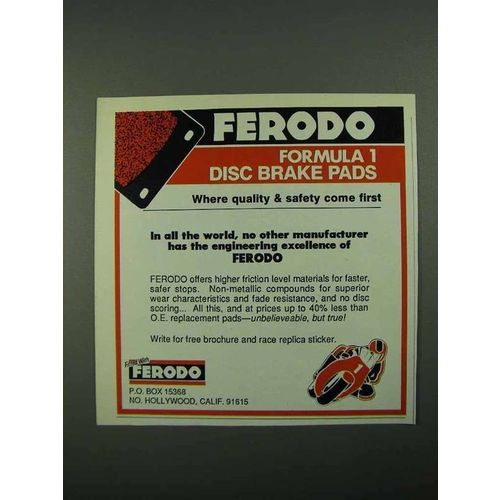 FERODO
FORMULA 1
DISC BRAKE PADS
Where quality & safety come first
In all the world, no other manufacturer
has the engineering excellence of
FERODO
FERODO offers higher friction level materials for faster,
safer stops. Non-metallic compounds for superior
wear characteristics and fade resistance, and no disc
scoring... All this, and at prices up to 40% less than
O.E. replacement pads—unbelieveable, but true!
Write for free brochure and race replica sticker.
FERODO
P.O. BOX 15368
NO. HOLLYWOOD, CALIF. 91615
1